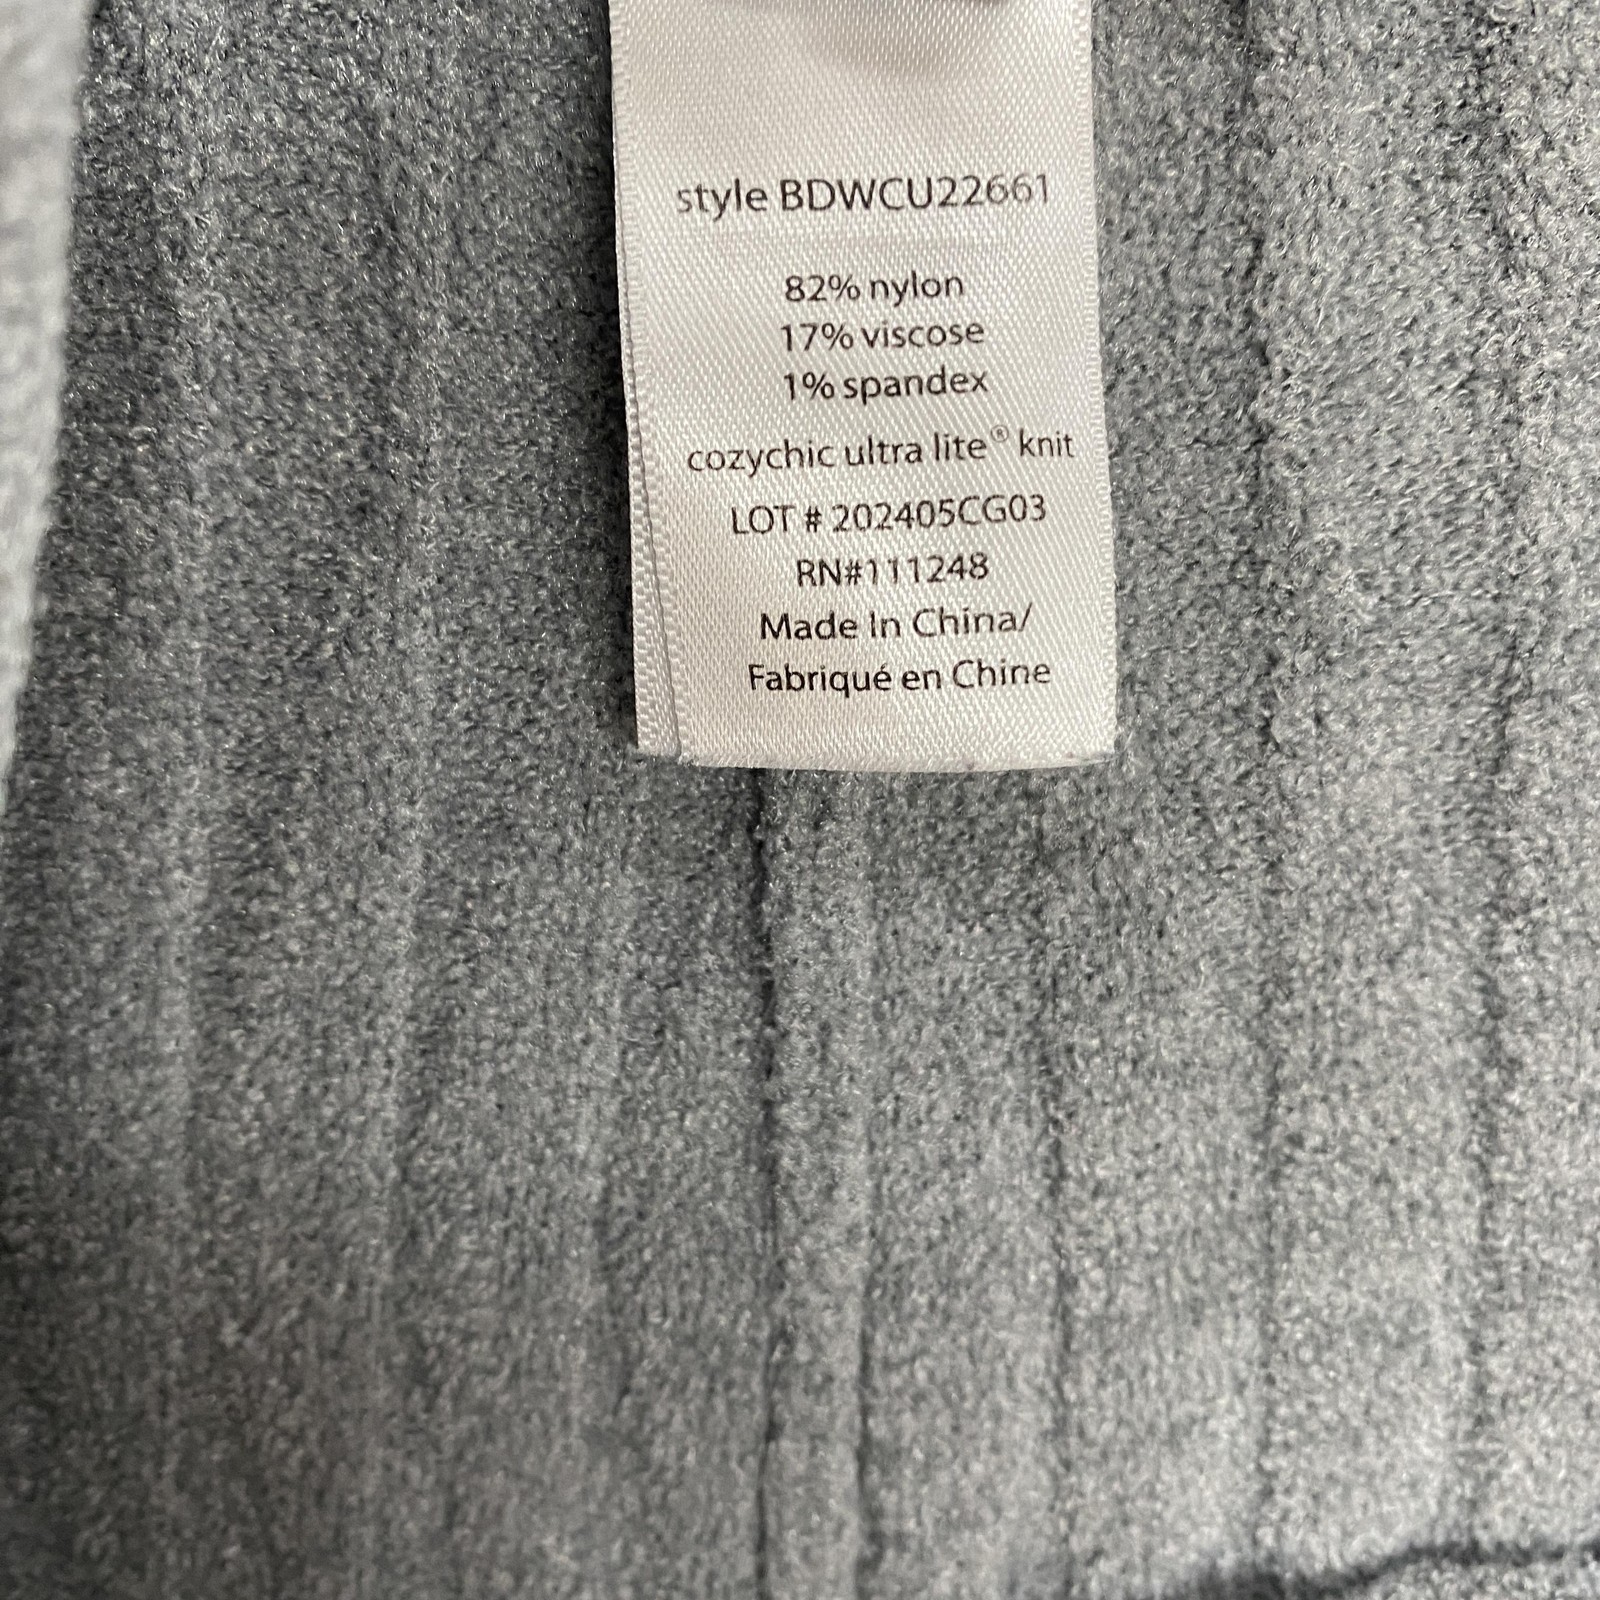 style BDWCU22661
82% nylon
17% viscose
1% spandex
cozychic ultra lite® knit
LOT # 202405CG03
RN#111248
Made In China/
Fabriqué en Chine